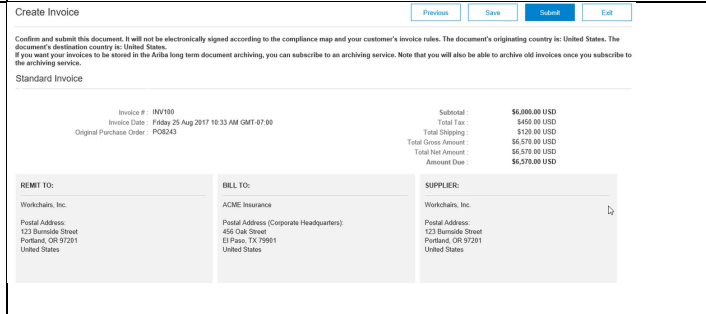 Create Invoice
Previous
Save
Submit
Exit
Confirm and submit this document. It will not be electronically signed according to the compliance map and your customer's invoice rules. The document's originating country is: United States. The
document's destination country is: United States.
If you want your invoices to be stored in the Ariba long term document archiving, you can subscribe to an archiving service. Note that you will also be able to archive old invoices once you subscribe to
the archiving service.
Standard Invoice
Invoice # : INV100
Invoice Date : Friday 25 Aug 2017 10:33 AM GMT-07:00
Original Purchase Order : PO8243
Subtotal : $6,000.00 USD
Total Tax : $450.00 USD
Total Shipping : $120.00 USD
Total Gross Amount : $6,570.00 USD
Total Net Amount : $6,570.00 USD
Amount Due : $6,570.00 USD
REMIT TO:
Workchairs, Inc.
Postal Address:
123 Burnside Street
Portland, OR 97201
United States
BILL TO:
ACME Insurance
Postal Address (Corporate Headquarters):
456 Oak Street
El Paso, TX 79901
United States
SUPPLIER:
Workchairs, Inc.
Postal Address:
123 Burnside Street
Portland, OR 97201
United States